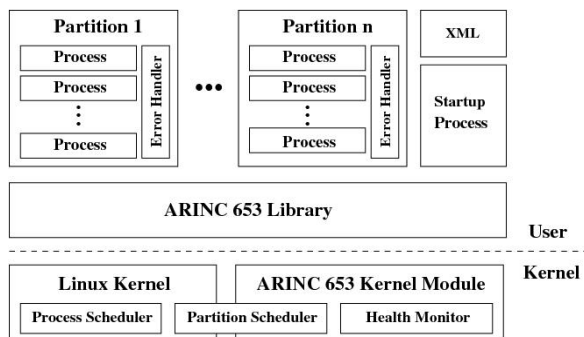 Partition 1
Process
Process
Process
Error Handler
Partition n
Process
Process
Process
Error Handler
XML
Startup
Process
ARINC 653 Library
User
Kernel
Linux Kernel
ARINC 653 Kernel Module
Process Scheduler
Partition Scheduler
Health Monitor